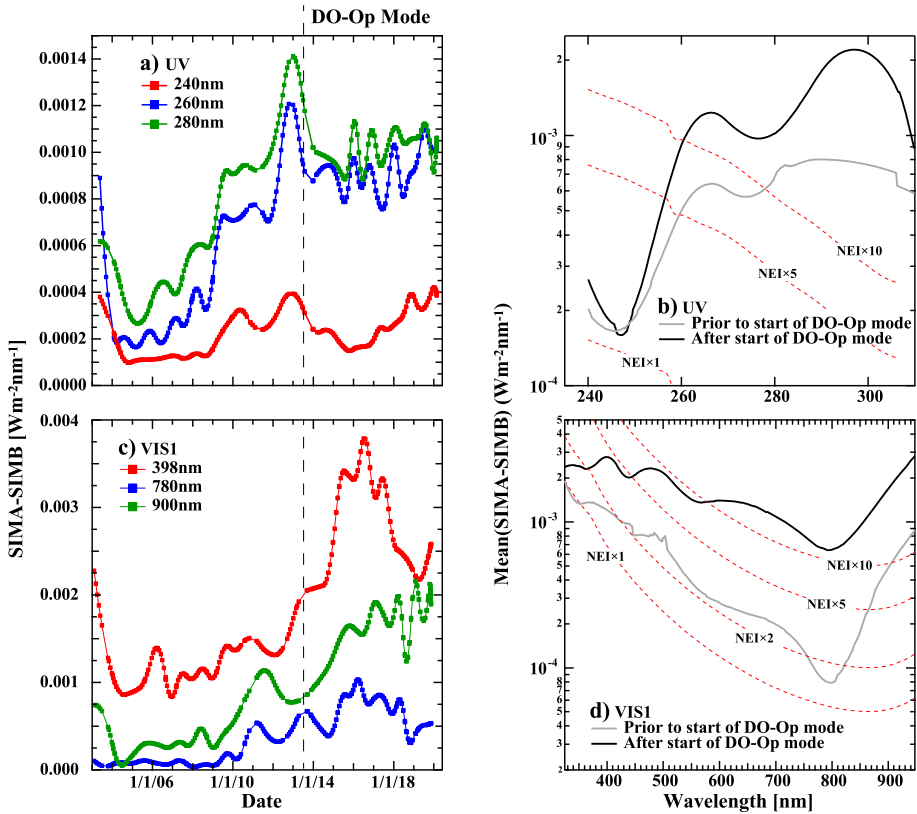 DO-Op Mode
a) UV
240nm
260nm
280nm
0.0014
0.0012
0.0010
0.0008
0.0006
0.0004
0.0002
0.0000
SIMA-SIMB [Wm-2nm-1]
c) VIS1
398nm
780nm
900nm
0.004
0.003
0.002
0.001
0.000
1/1/06
1/1/10
1/1/14
1/1/18
Date
Mean(SIMA-SIMB) (Wm-2nm-1)
2
10-3
8
7
6
5
4
3
2
10-4
NEI×10
NEI×5
NEI×1
b) UV
Prior to start of DO-Op mode
After start of DO-Op mode
240
260
280
300
5
4
3
2
10-3
8
7
6
5
4
3
2
10-4
8
7
6
5
4
3
2
NEI×1
NEI×10
NEI×5
NEI×2
d) VIS1
Prior to start of DO-Op mode
After start of DO-Op mode
400
500
600
700
800
900
Wavelength [nm]